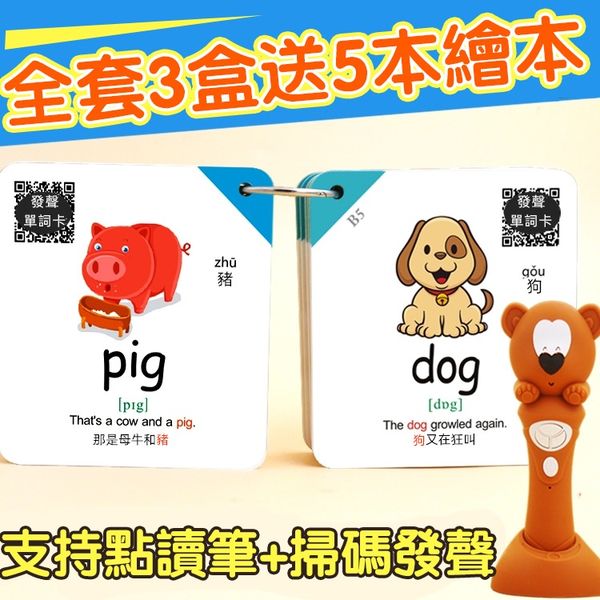 全套3盒送5本繪本
發聲
單詞卡
zhū
豬
pig
[pɪg]
That's a cow and a pig.
那是母牛和豬
B5
發聲
單詞卡
gǒu
狗
dog
[dɒg]
The dog growled again.
狗又在狂叫
支持點讀筆+掃碼發聲